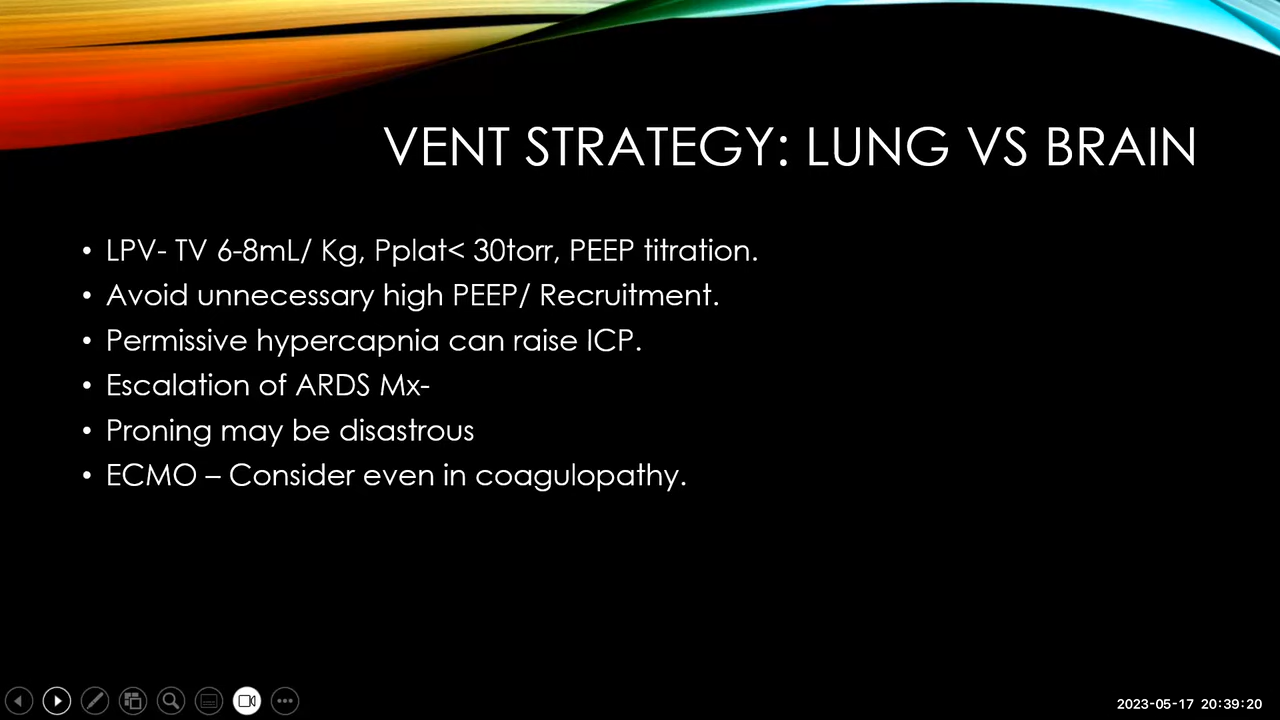 VENT STRATEGY: LUNG VS BRAIN
• LPV- TV 6-8mL/ Kg, Pplat< 30torr, PEEP titration.
• Avoid unnecessary high PEEP/ Recruitment.
• Permissive hypercapnia can raise ICP.
• Escalation of ARDS Mx-
• Proning may be disastrous
• ECMO – Consider even in coagulopathy.
2023-05-17 20:39:20